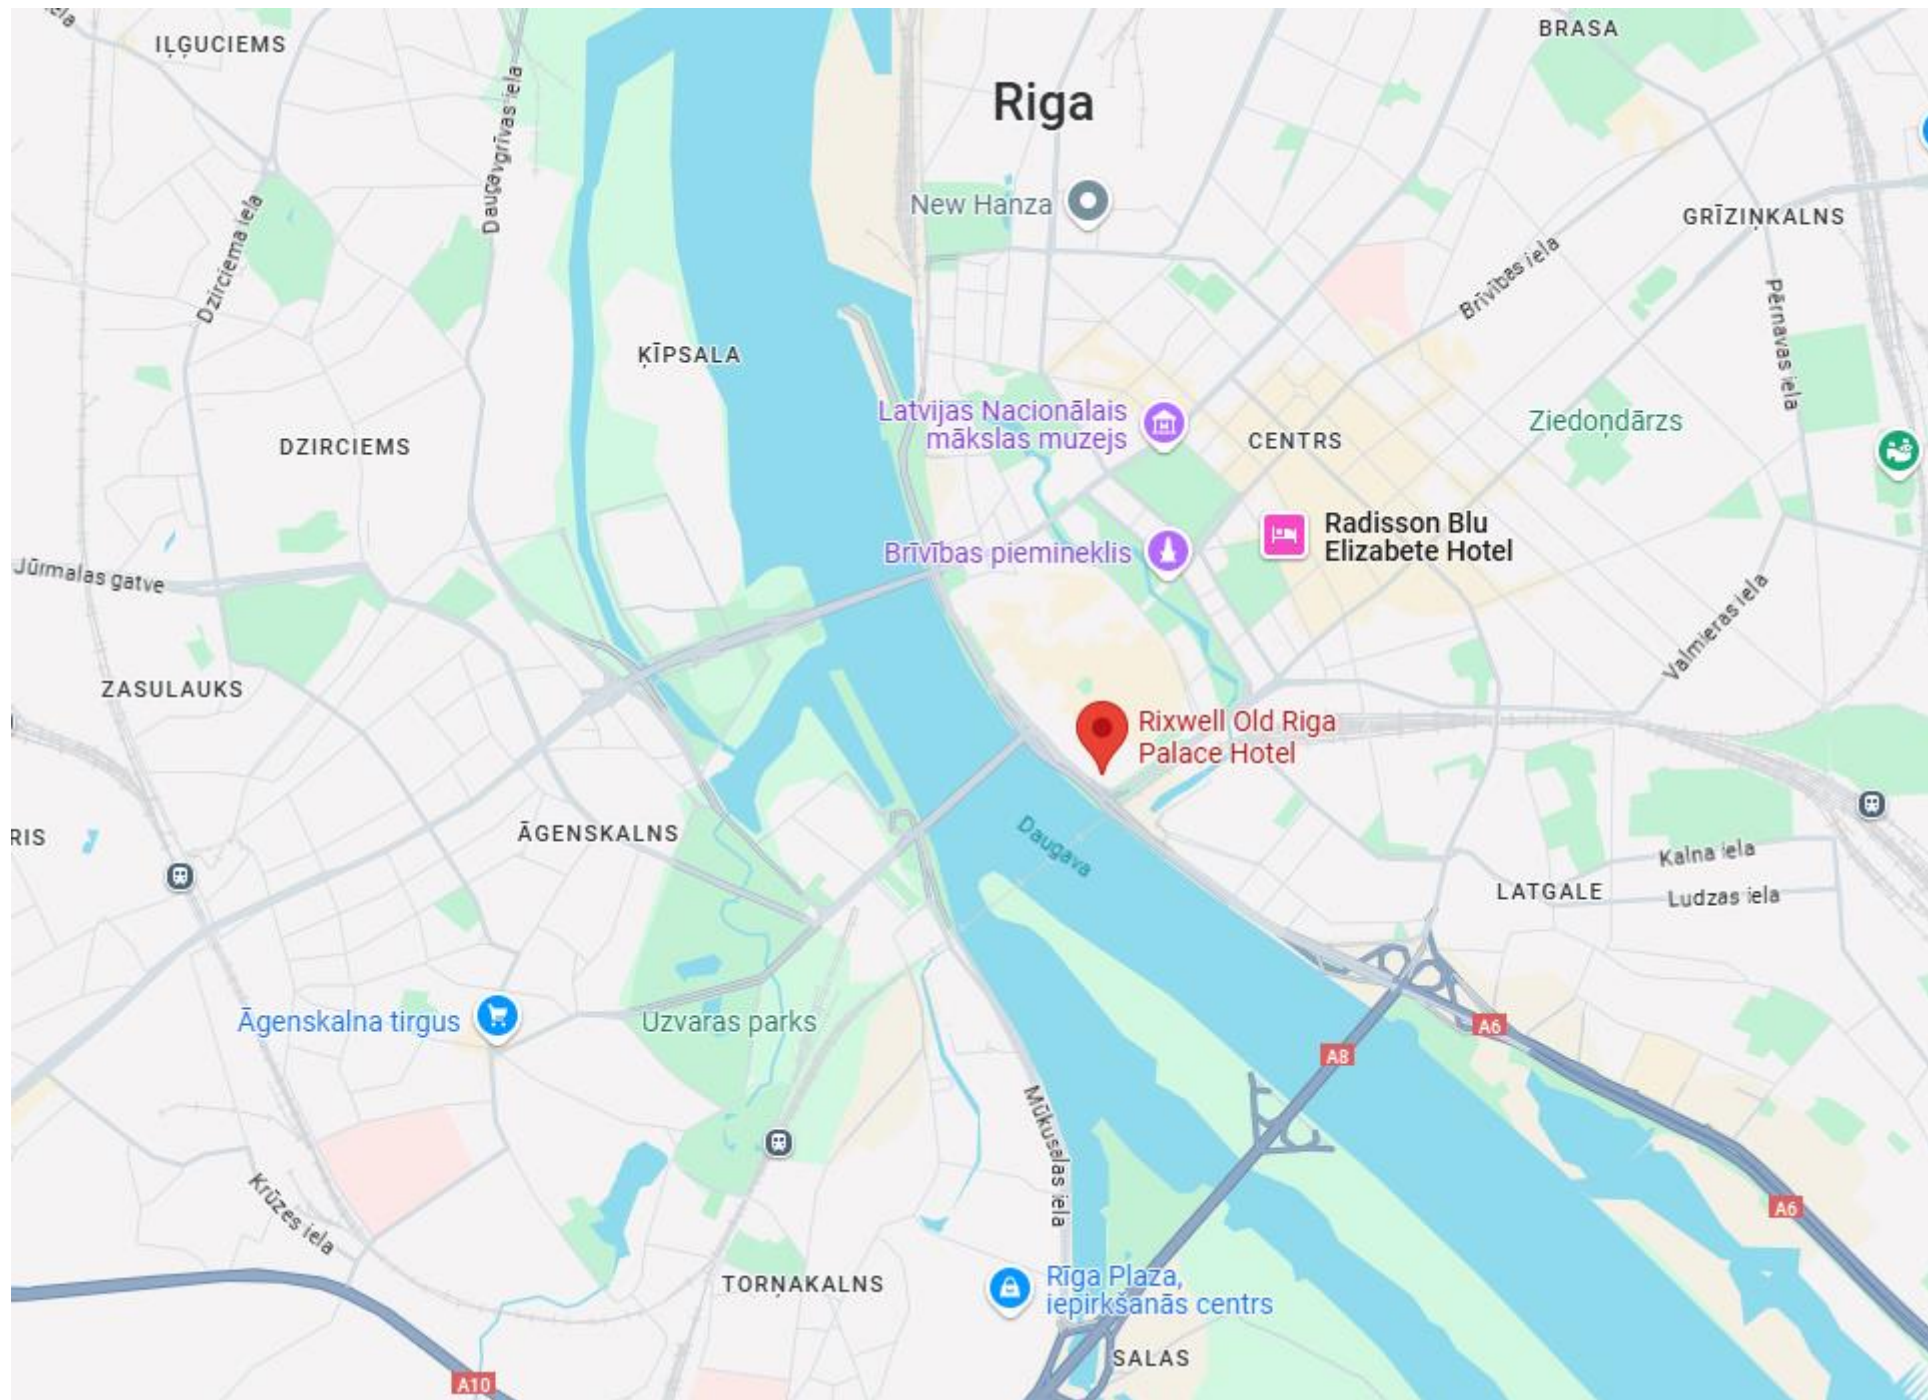 IĻĢUCIEMS
BRASA
Riga
Daugavgrīvas iela
New Hanza
GRĪZIŅKALNS
Dzirciema iela
Brīvības iela
Pērnavas iela
ĶĪPSALA
Latvijas Nacionālais
mākslas muzejs
CENTRS
Ziedoņdārzs
DZIRCIEMS
Radisson Blu
Elizabete Hotel
Brīvības piemineklis
Jūrmalas gatve
Valmieras iela
ZASULAUKS
Rixwell Old Riga
Palace Hotel
RIS
ĀGENSKALNS
Daugava
Kalna iela
LATGALE
Ludzas iela
Āgenskalna tirgus
Uzvaras parks
A6
A8
Mūkusalas iela
Krūzes iela
A6
TORŅAKALNS
Rīga Plaza,
iepirkšanās centrs
SALAS
A10